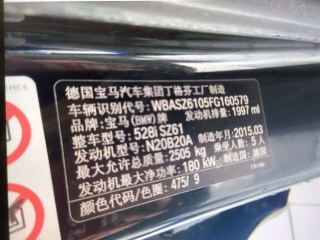 德国宝马汽车集团丁格芬工厂制造
车辆识别代号: WBASZ6105FG160579
品牌: 宝马(BMW)牌 发动机排量: 1997 ml
整车型号: 528i SZ61
发动机型号: N20B20A 制造年月: 2015.03
最大允许总质量: 2505 kg 乘坐人数: 5人
发动机最大净功率: 180 kW 制造国: 德国
颜色代码/色圈: 475/ 9